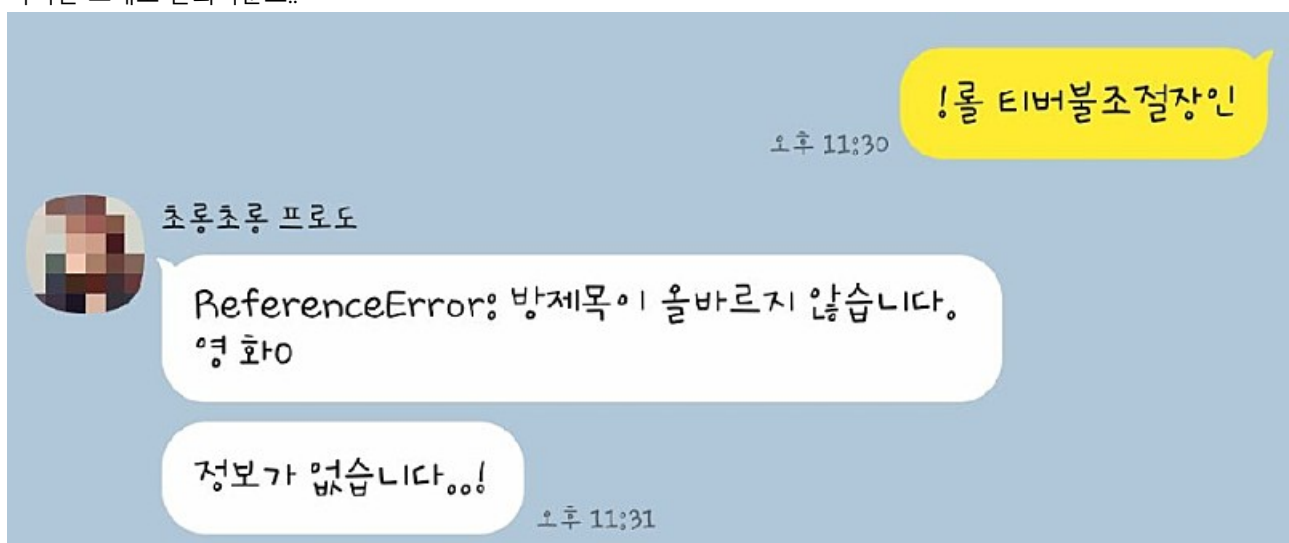 !롤 티버불조절장인
오후 11:30
초롱초롱 프로도
ReferenceError: 방제목이 올바르지 않습니다.
영화0
정보가 없습니다..!
오후 11:31